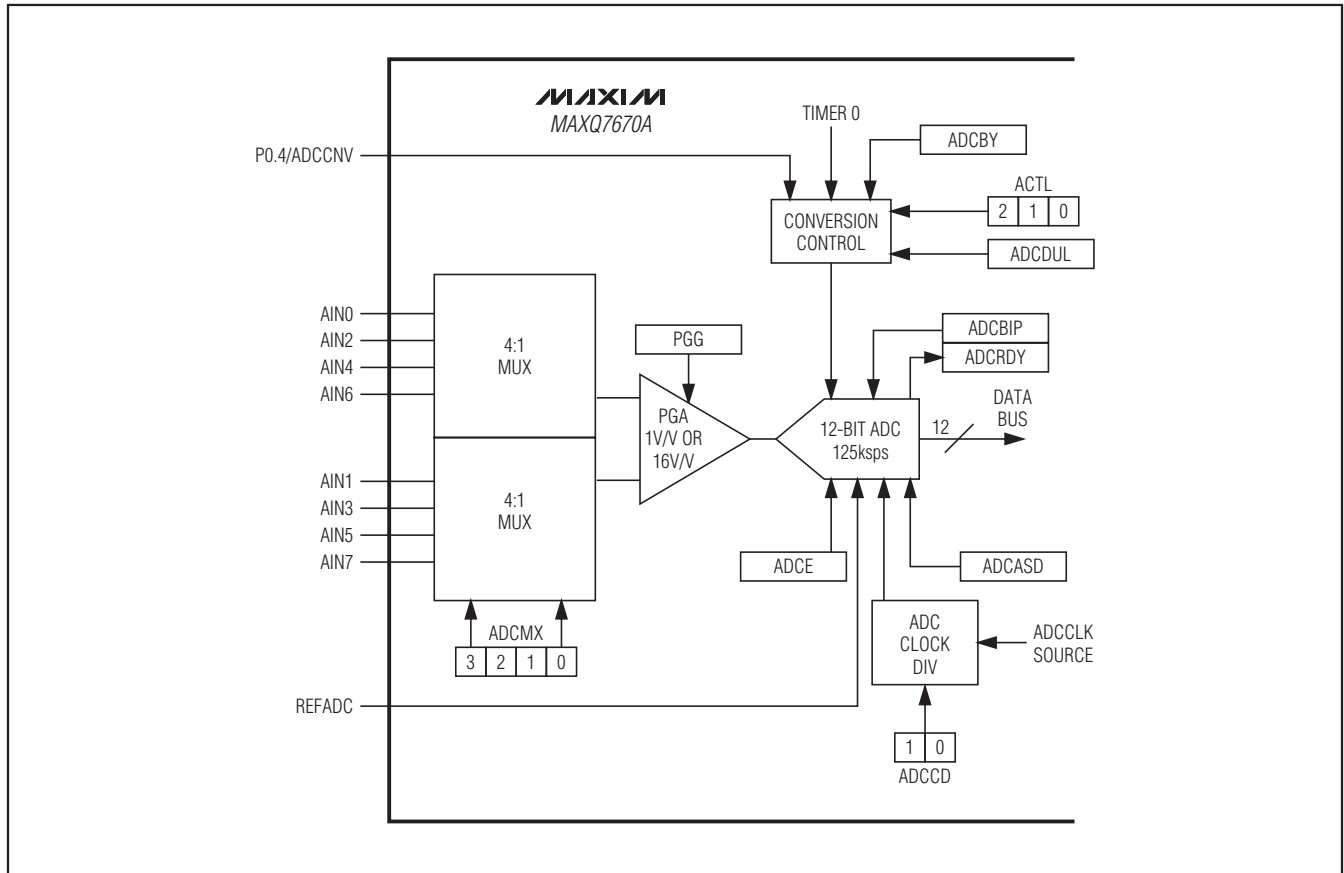 MAXIM
MAXQ7670A
TIMER 0
P0.4/ADCCNV
ADCBY
ACTL
2 1 0
CONVERSION
CONTROL
ADCDUL
AIN0
AIN2
AIN4
AIN6
4:1
MUX
PGG
ADCBIP
ADCRDY
PGA
1V/V OR
16V/V
12-BIT ADC
125ksps
12
DATA
BUS
AIN1
AIN3
AIN5
AIN7
4:1
MUX
ADCE
ADCASD
ADCMX
3 2 1 0
ADC
CLOCK
DIV
ADCCLK
SOURCE
REFADC
1 0
ADCCD